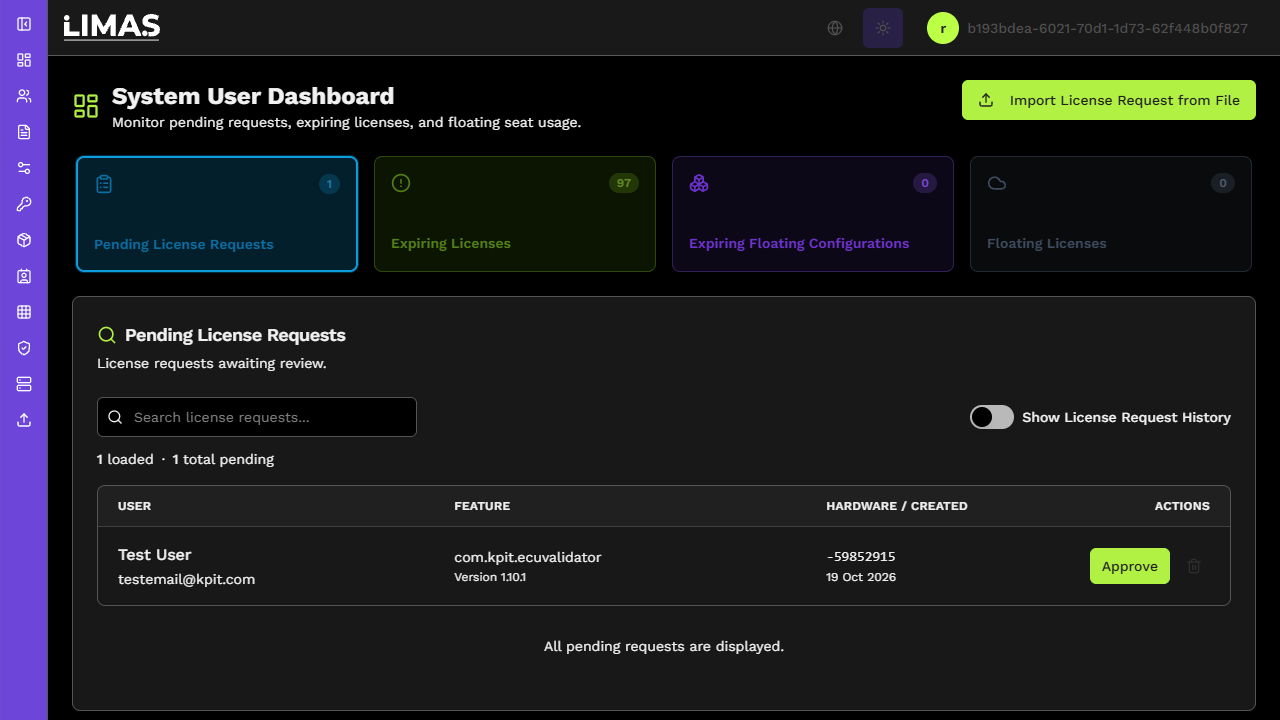 LIMAS
r
b193bdea-6021-70d1-1d73-62f448b0f827
System User Dashboard
Monitor pending requests, expiring licenses, and floating seat usage.
Import License Request from File
1
Pending License Requests
97
Expiring Licenses
0
Expiring Floating Configurations
0
Floating Licenses
Pending License Requests
License requests awaiting review.
Search license requests...
Show License Request History
1 loaded · 1 total pending
USER FEATURE HARDWARE / CREATED ACTIONS
Test User
testemail@kpit.com
com.kpit.ecuvalidator
Version 1.10.1
-59852915
19 Oct 2026
Approve
All pending requests are displayed.